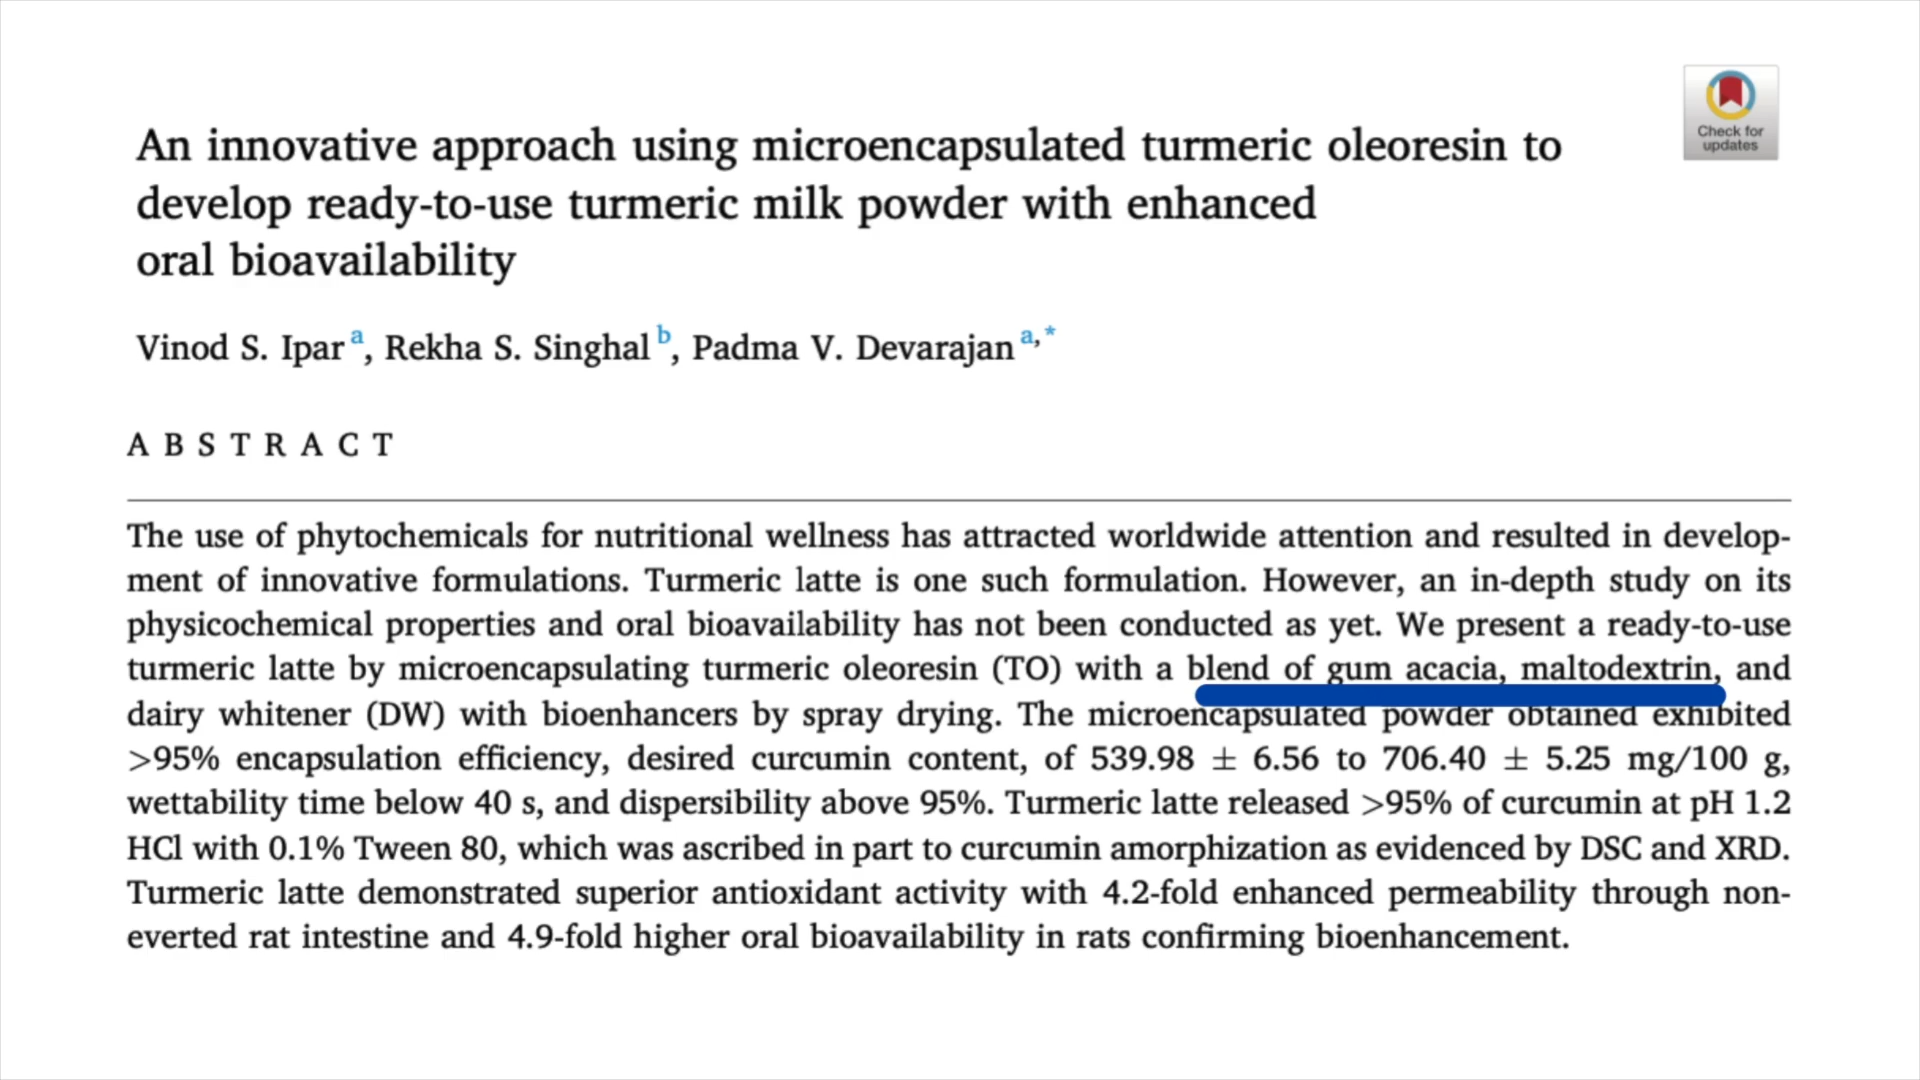 Check for
updates
An innovative approach using microencapsulated turmeric oleoresin to
develop ready-to-use turmeric milk powder with enhanced
oral bioavailability
Vinod S. Ipar a, Rekha S. Singhal b, Padma V. Devarajan a,*
A B S T R A C T
The use of phytochemicals for nutritional wellness has attracted worldwide attention and resulted in develop-
ment of innovative formulations. Turmeric latte is one such formulation. However, an in-depth study on its
physicochemical properties and oral bioavailability has not been conducted as yet. We present a ready-to-use
turmeric latte by microencapsulating turmeric oleoresin (TO) with a blend of gum acacia, maltodextrin, and
dairy whitener (DW) with bioenhancers by spray drying. The microencapsulated powder obtained exhibited
>95% encapsulation efficiency, desired curcumin content, of 539.98 ± 6.56 to 706.40 ± 5.25 mg/100 g,
wettability time below 40 s, and dispersibility above 95%. Turmeric latte released >95% of curcumin at pH 1.2
HCl with 0.1% Tween 80, which was ascribed in part to curcumin amorphization as evidenced by DSC and XRD.
Turmeric latte demonstrated superior antioxidant activity with 4.2-fold enhanced permeability through non-
everted rat intestine and 4.9-fold higher oral bioavailability in rats confirming bioenhancement.